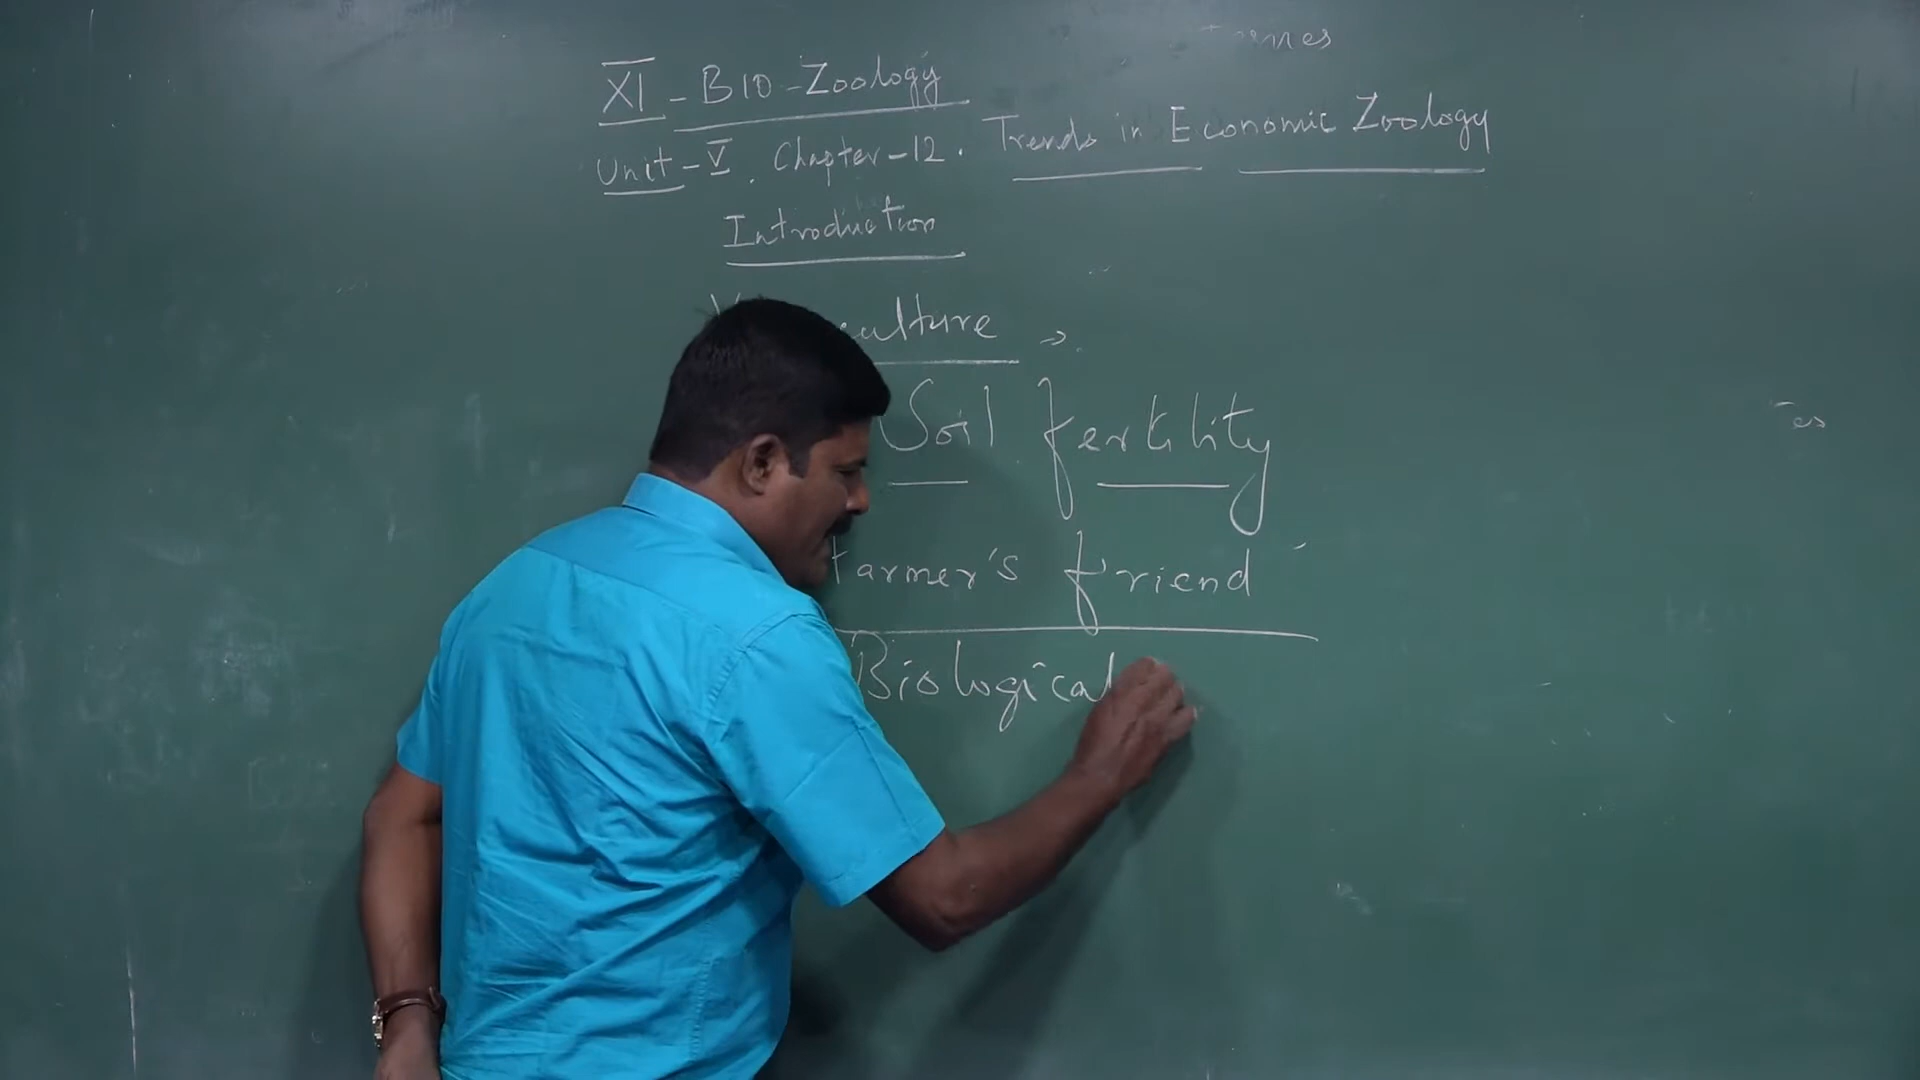 XI - BIO - Zoology
Unit - V. Chapter - 12. Trends in Economic Zoology
Introduction
culture →
Soil fertility
Farmer's friend
Biological